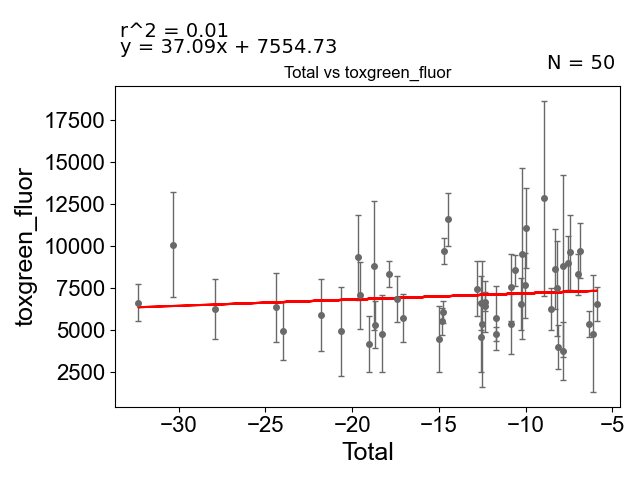 r^2 = 0.01
y = 37.09x + 7554.73
N = 50
Total vs toxgreen_fluor
17500
15000
12500
10000
7500
5000
2500
toxgreen_fluor
−30
−25
−20
−15
−10
−5
Total